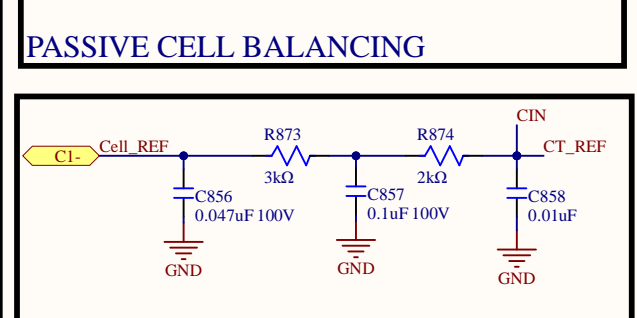 PASSIVE CELL BALANCING
CIN
C1-
Cell_REF
R873
R874
CT_REF
3kΩ
2kΩ
C856
0.047uF 100V
C857
0.1uF 100V
C858
0.01uF
GND
GND
GND